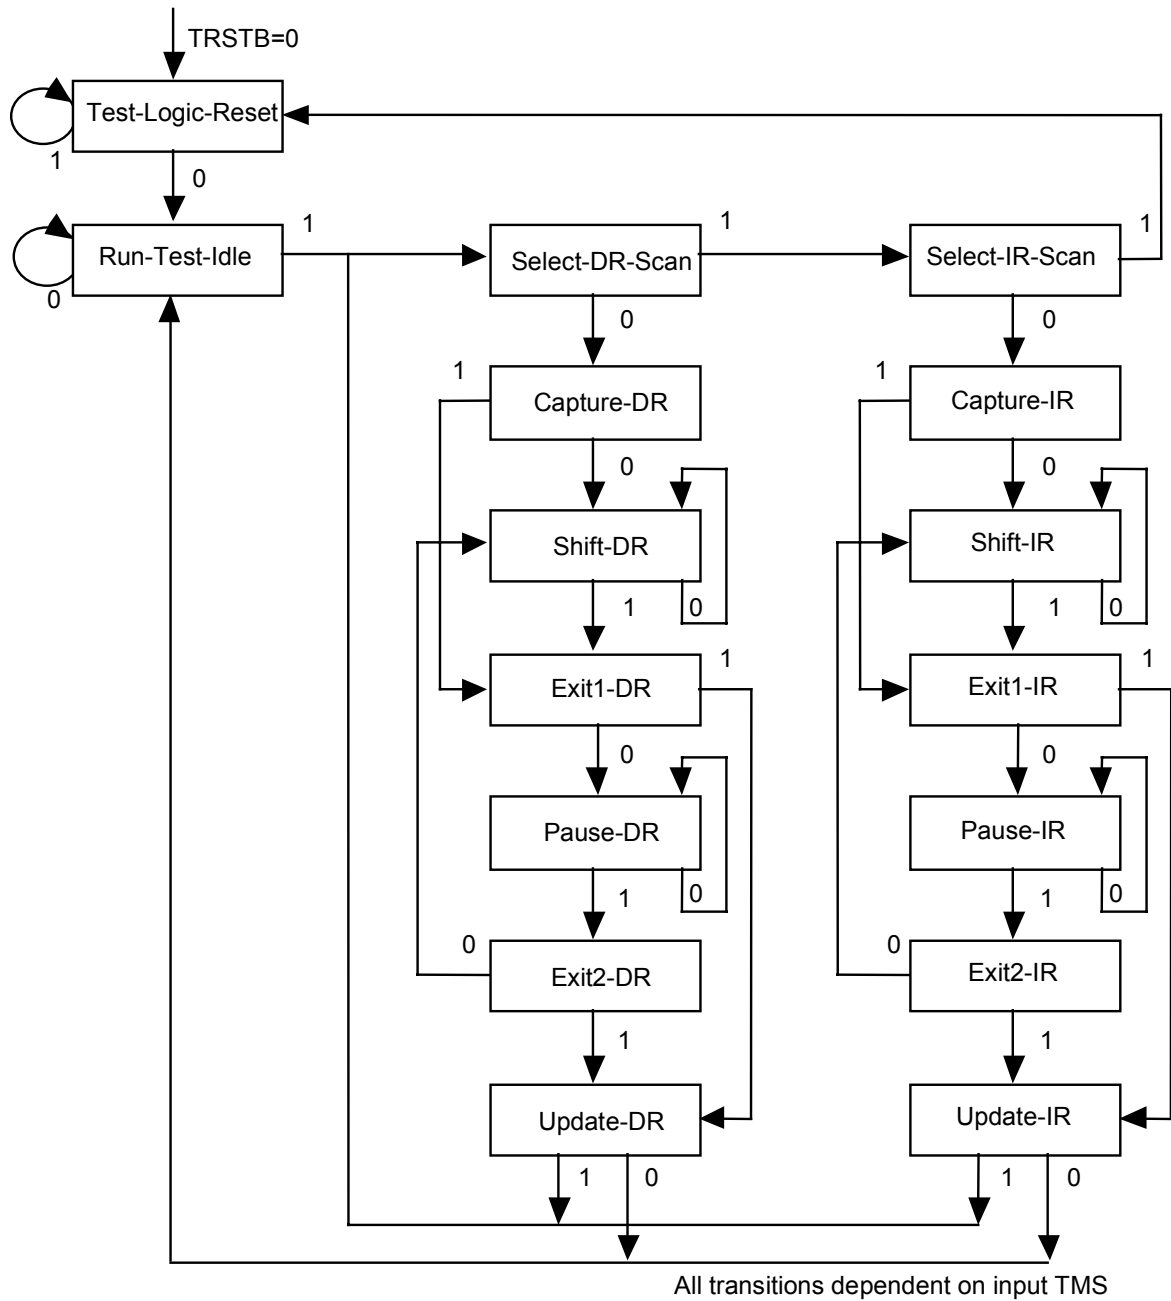 TRSTB=0
Test-Logic-Reset
1
0
1
1
1
Run-Test-Idle
Select-DR-Scan
Select-IR-Scan
0
0
0
1
1
Capture-DR
Capture-IR
0
0
Shift-DR
Shift-IR
1
0
1
0
1
1
Exit1-DR
Exit1-IR
0
0
Pause-DR
Pause-IR
1
0
1
0
0
0
Exit2-DR
Exit2-IR
1
1
Update-DR
Update-IR
1
0
1
0
All transitions dependent on input TMS